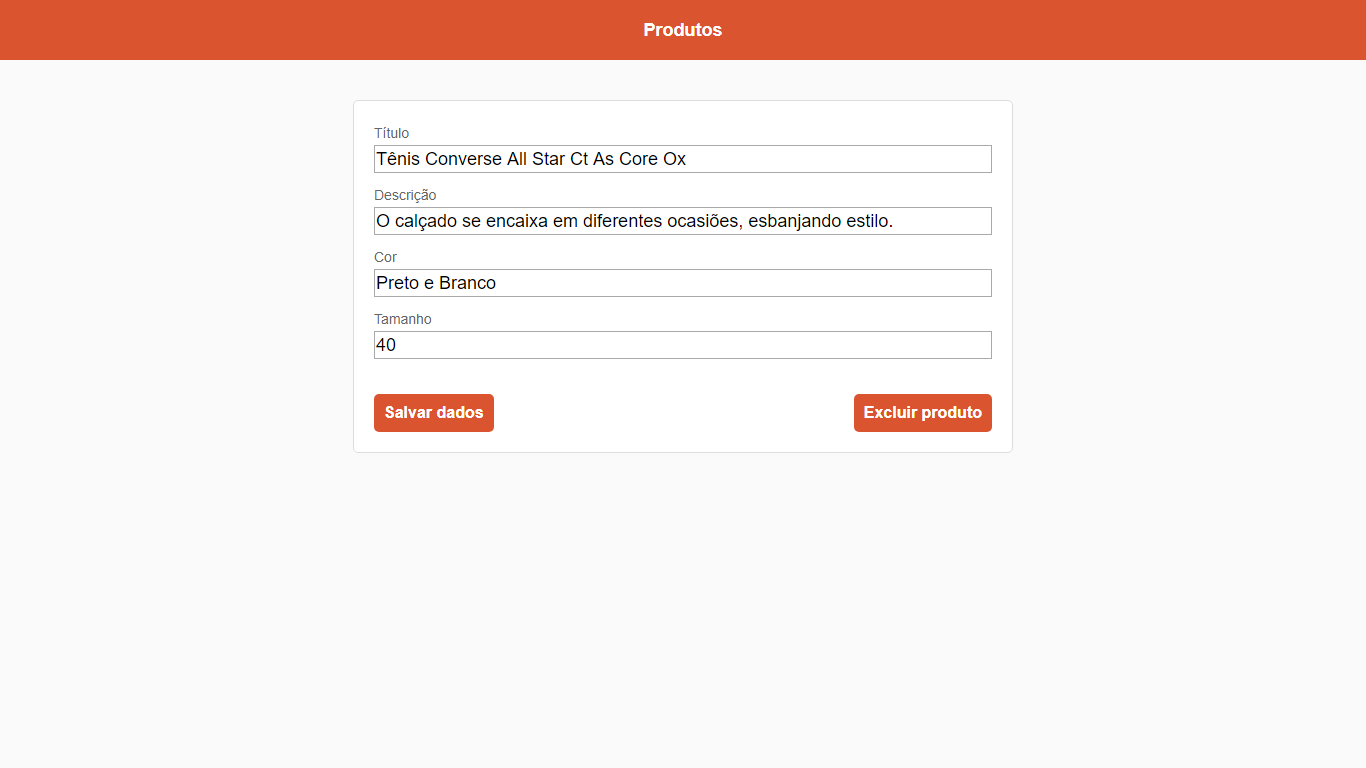 Produtos
Título
Tênis Converse All Star Ct As Core Ox
Descrição
O calçado se encaixa em diferentes ocasiões, esbanjando estilo.
Cor
Preto e Branco
Tamanho
40
Salvar dados
Excluir produto